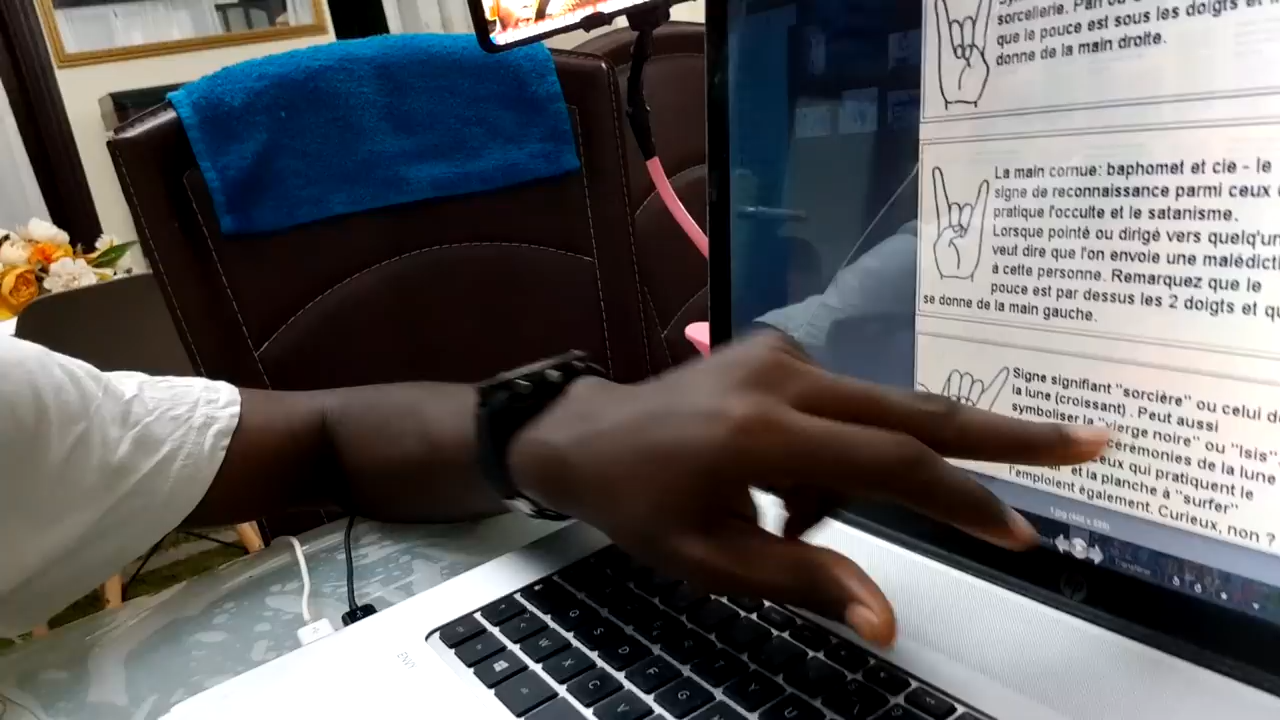 sorcellerie.
que le pouce est sous les doigts et
donne de la main droite.
La main cornue: baphomet et cie - le
signe de reconnaissance parmi ceux
pratique l'occulte et le satanisme.
Lorsque pointé ou dirigé vers quelq'un
veut dire que l'on envoie une malédicti
à cette personne. Remarquez que le
pouce est par dessus les 2 doigts et qu
se donne de la main gauche.
Signe signifiant "sorcière" ou celui de
la lune (croissant) . Peut aussi
symboliser la "vierge noire" ou "Isis"
cérémonies de la lune
ceux qui pratiquent le
et la planche à "surfer"
l'emploient également. Curieux, non ?
ENVY